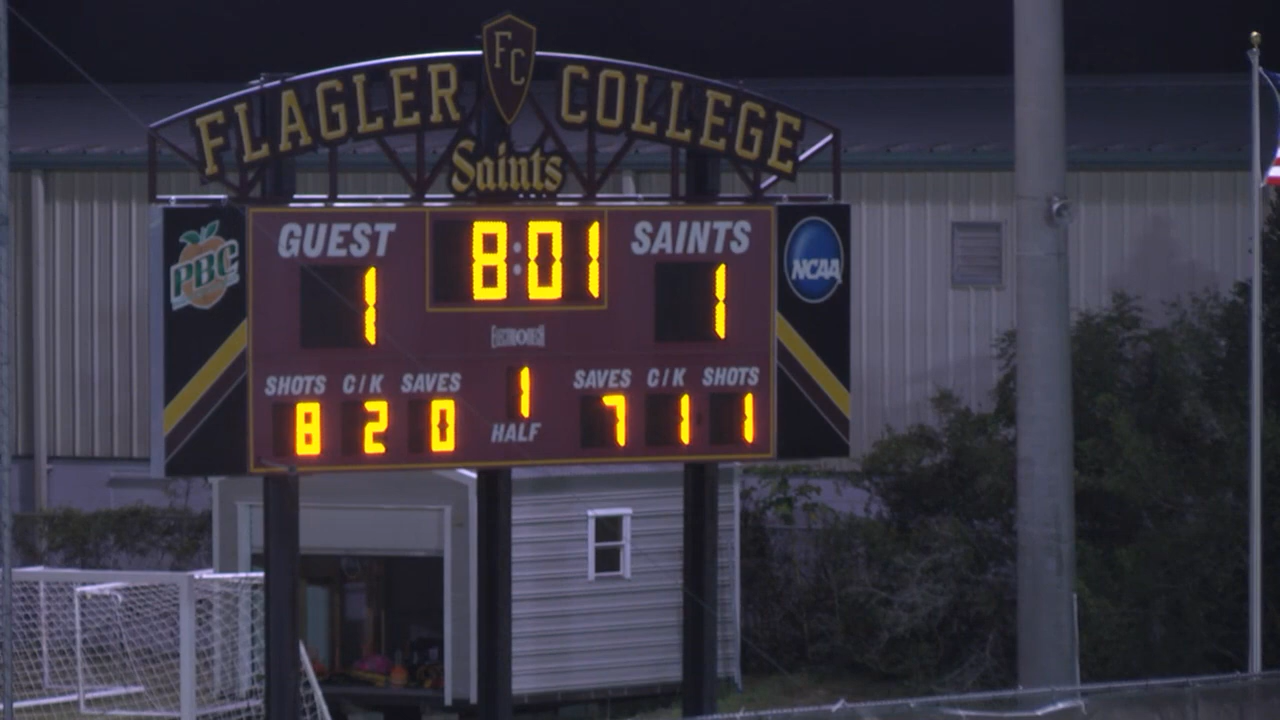 FC
FLAGLER COLLEGE
Saints
PBC
GUEST 8:01 SAINTS
NCAA
1 1
SHOTS C/K SAVES 1 SAVES C/K SHOTS
8 2 0 HALF 7 1 1